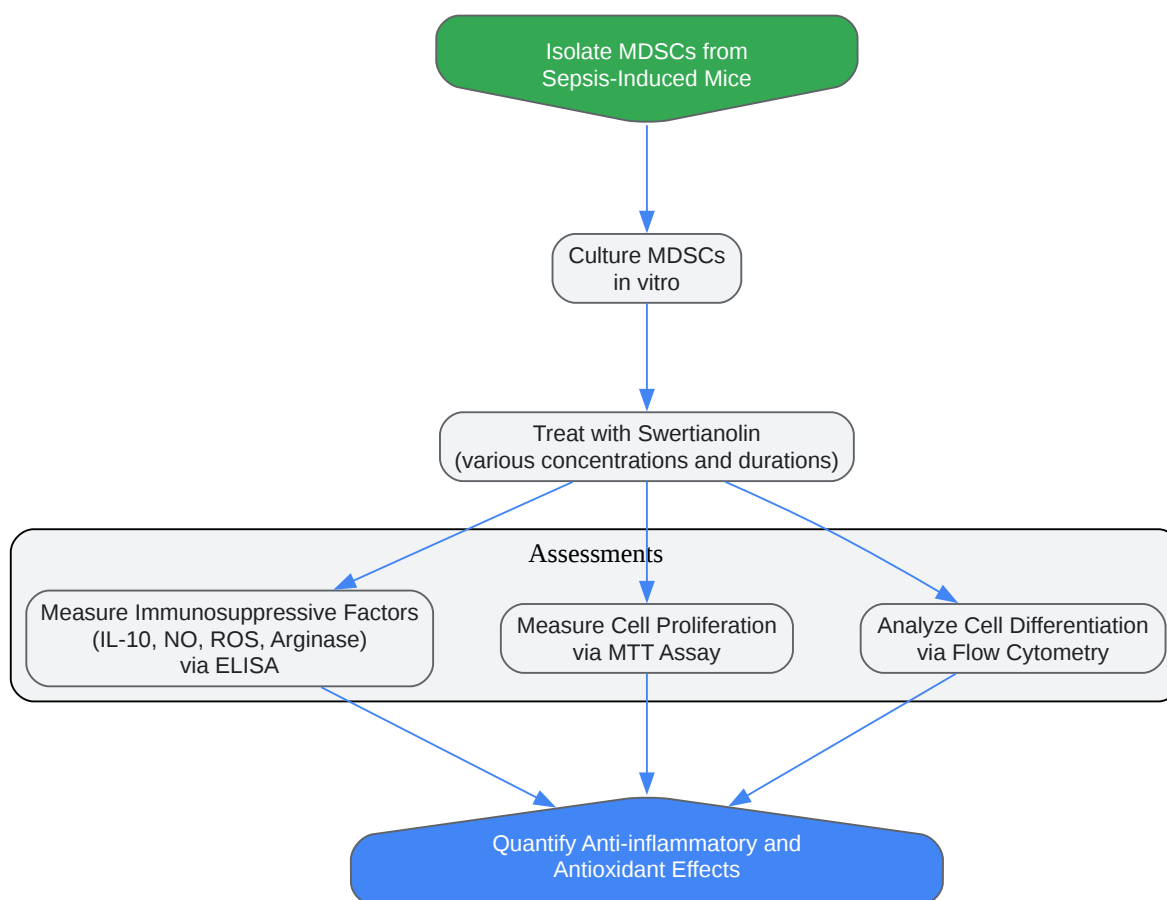 Isolate MDSCs from
Sepsis-Induced Mice
Culture MDSCs
in vitro
Treat with Swertianolin
(various concentrations and durations)
Assessments
Measure Immunosuppressive Factors
(IL-10, NO, ROS, Arginase)
via ELISA
Measure Cell Proliferation
via MTT Assay
Analyze Cell Differentiation
via Flow Cytometry
Quantify Anti-inflammatory and
Antioxidant Effects